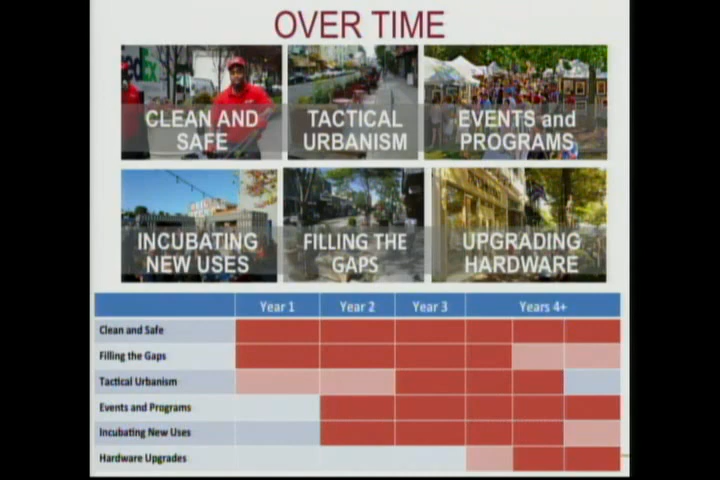 OVER TIME
CLEAN AND
SAFE
TACTICAL
URBANISM
EVENTS and
PROGRAMS
INCUBATING
NEW USES
FILLING THE
GAPS
UPGRADING
HARDWARE
Year 1 Year 2 Year 3 Years 4+
Clean and Safe
Filling the Gaps
Tactical Urbanism
Events and Programs
Incubating New Uses
Hardware Upgrades